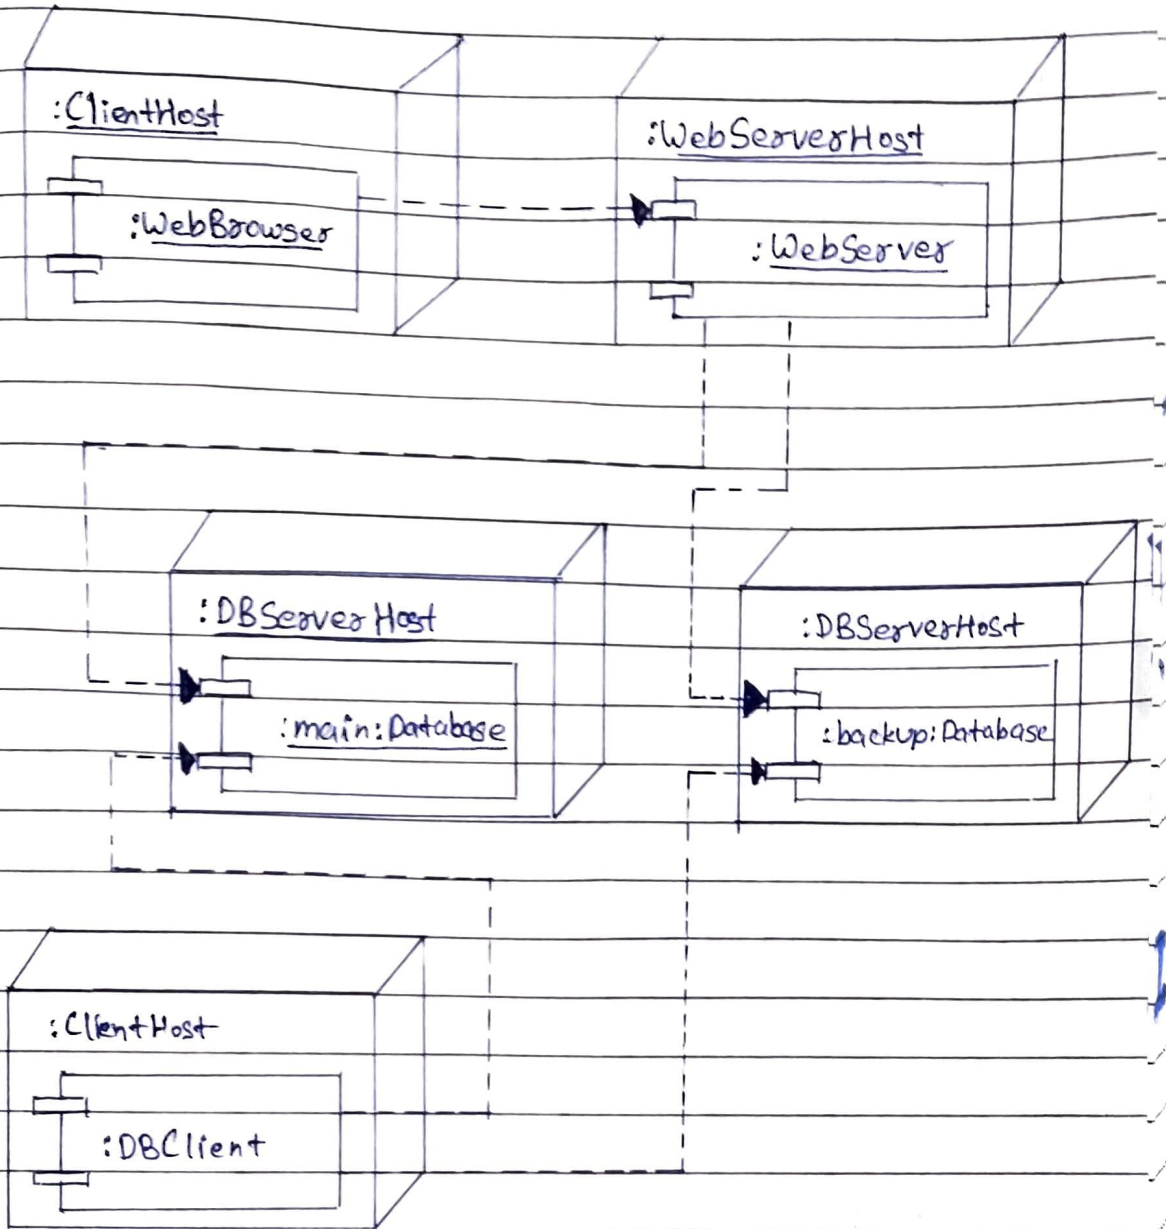 :ClientHost
:WebBrowser
:WebServerHost
:WebServer
:DBServerHost
:main:Database
:DBServerHost
:backup:Database
:ClientHost
:DBClient